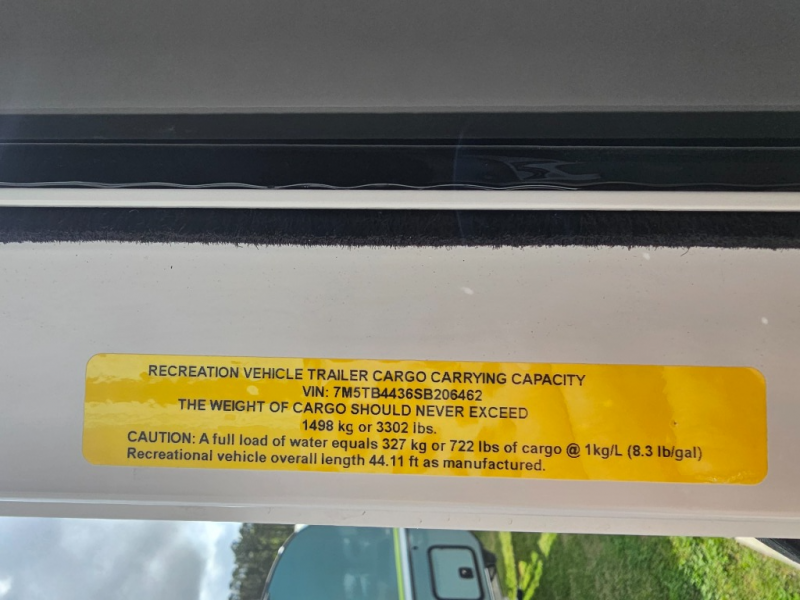 RECREATION VEHICLE TRAILER CARGO CARRYING CAPACITY
VIN: 7M5TB4436SB206462
THE WEIGHT OF CARGO SHOULD NEVER EXCEED
1498 kg or 3302 lbs.
CAUTION: A full load of water equals 327 kg or 722 lbs of cargo @ 1kg/L (8.3 lb/gal)
Recreational vehicle overall length 44.11 ft as manufactured.